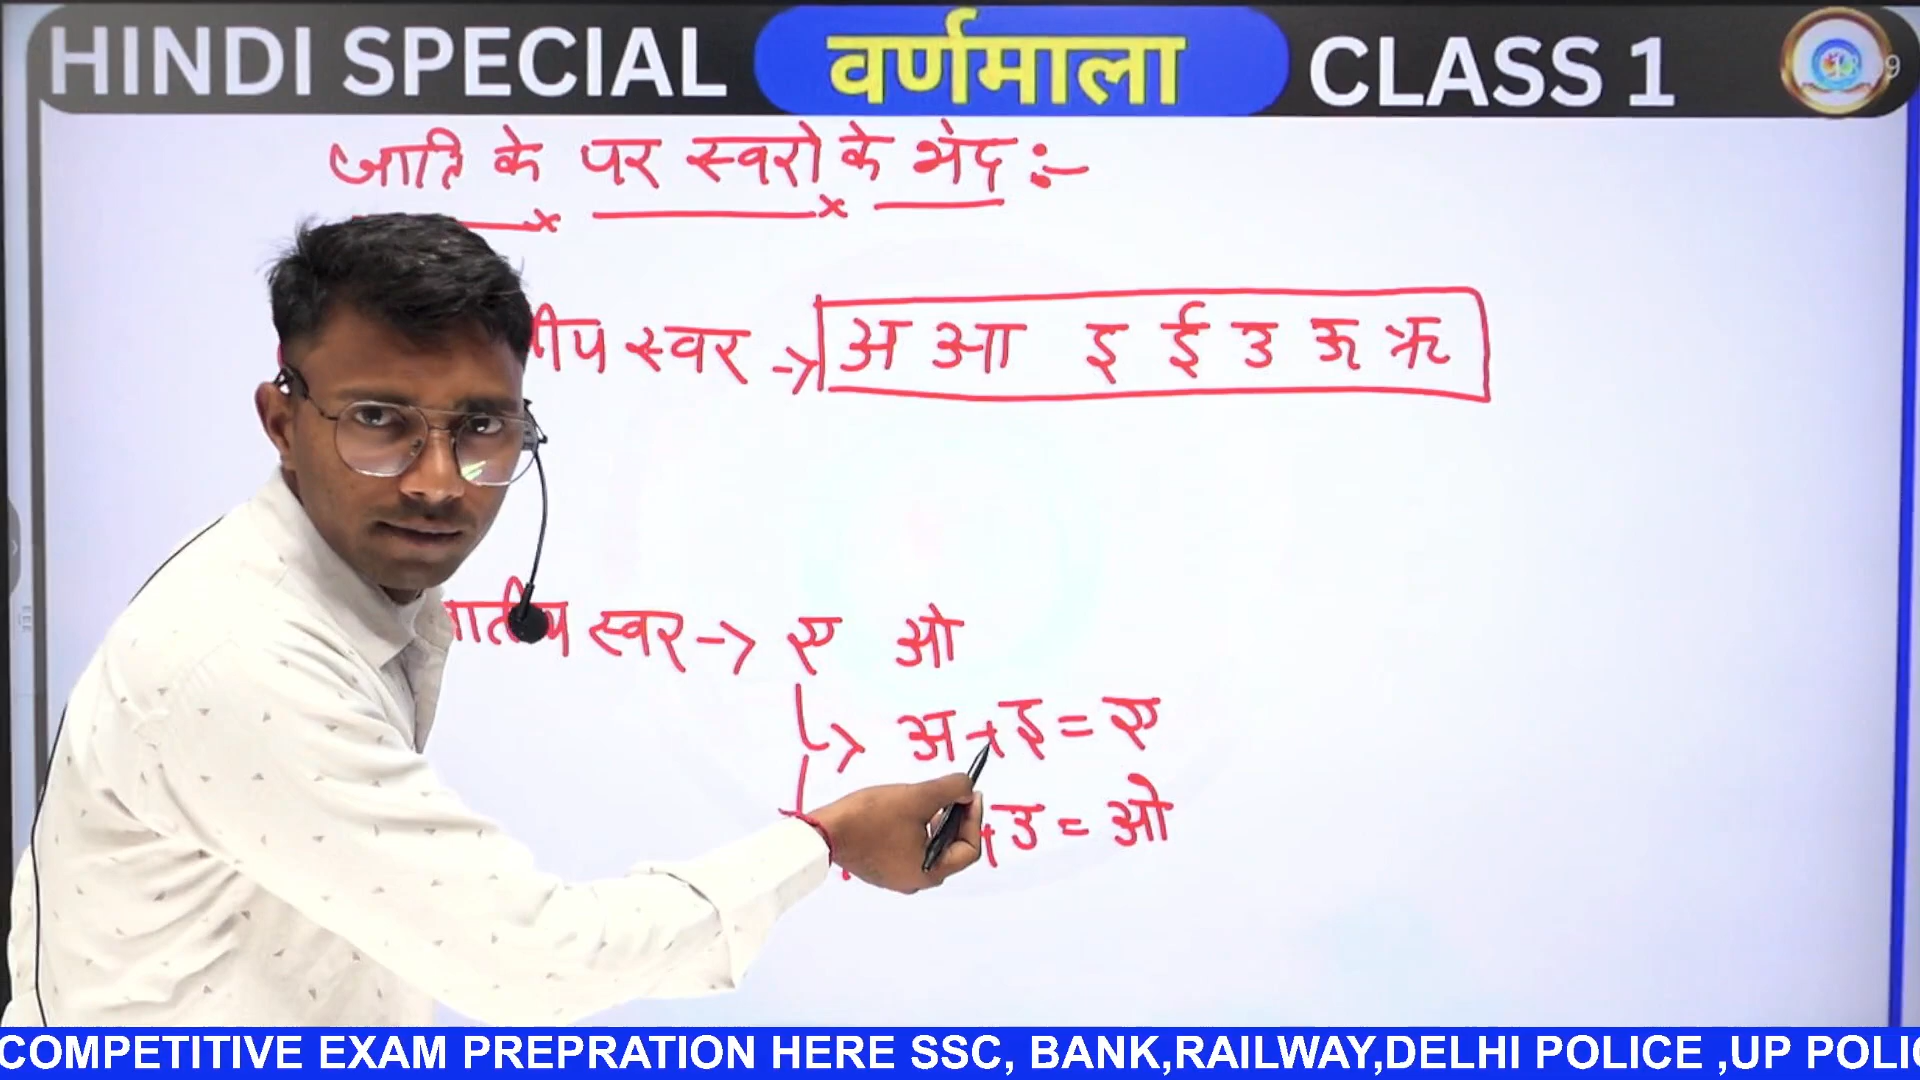 HINDI SPECIAL वर्णमाला CLASS 1
जाति के पर स्वरो के भेद :-
स्वर -> अ आ इ ई उ ऊ ऋ
स्वर -> ए ओ
-> अ + इ = ए
+ उ = ओ
COMPETITIVE EXAM PREPRATION HERE SSC, BANK,RAILWAY,DELHI POLICE ,UP POLIC